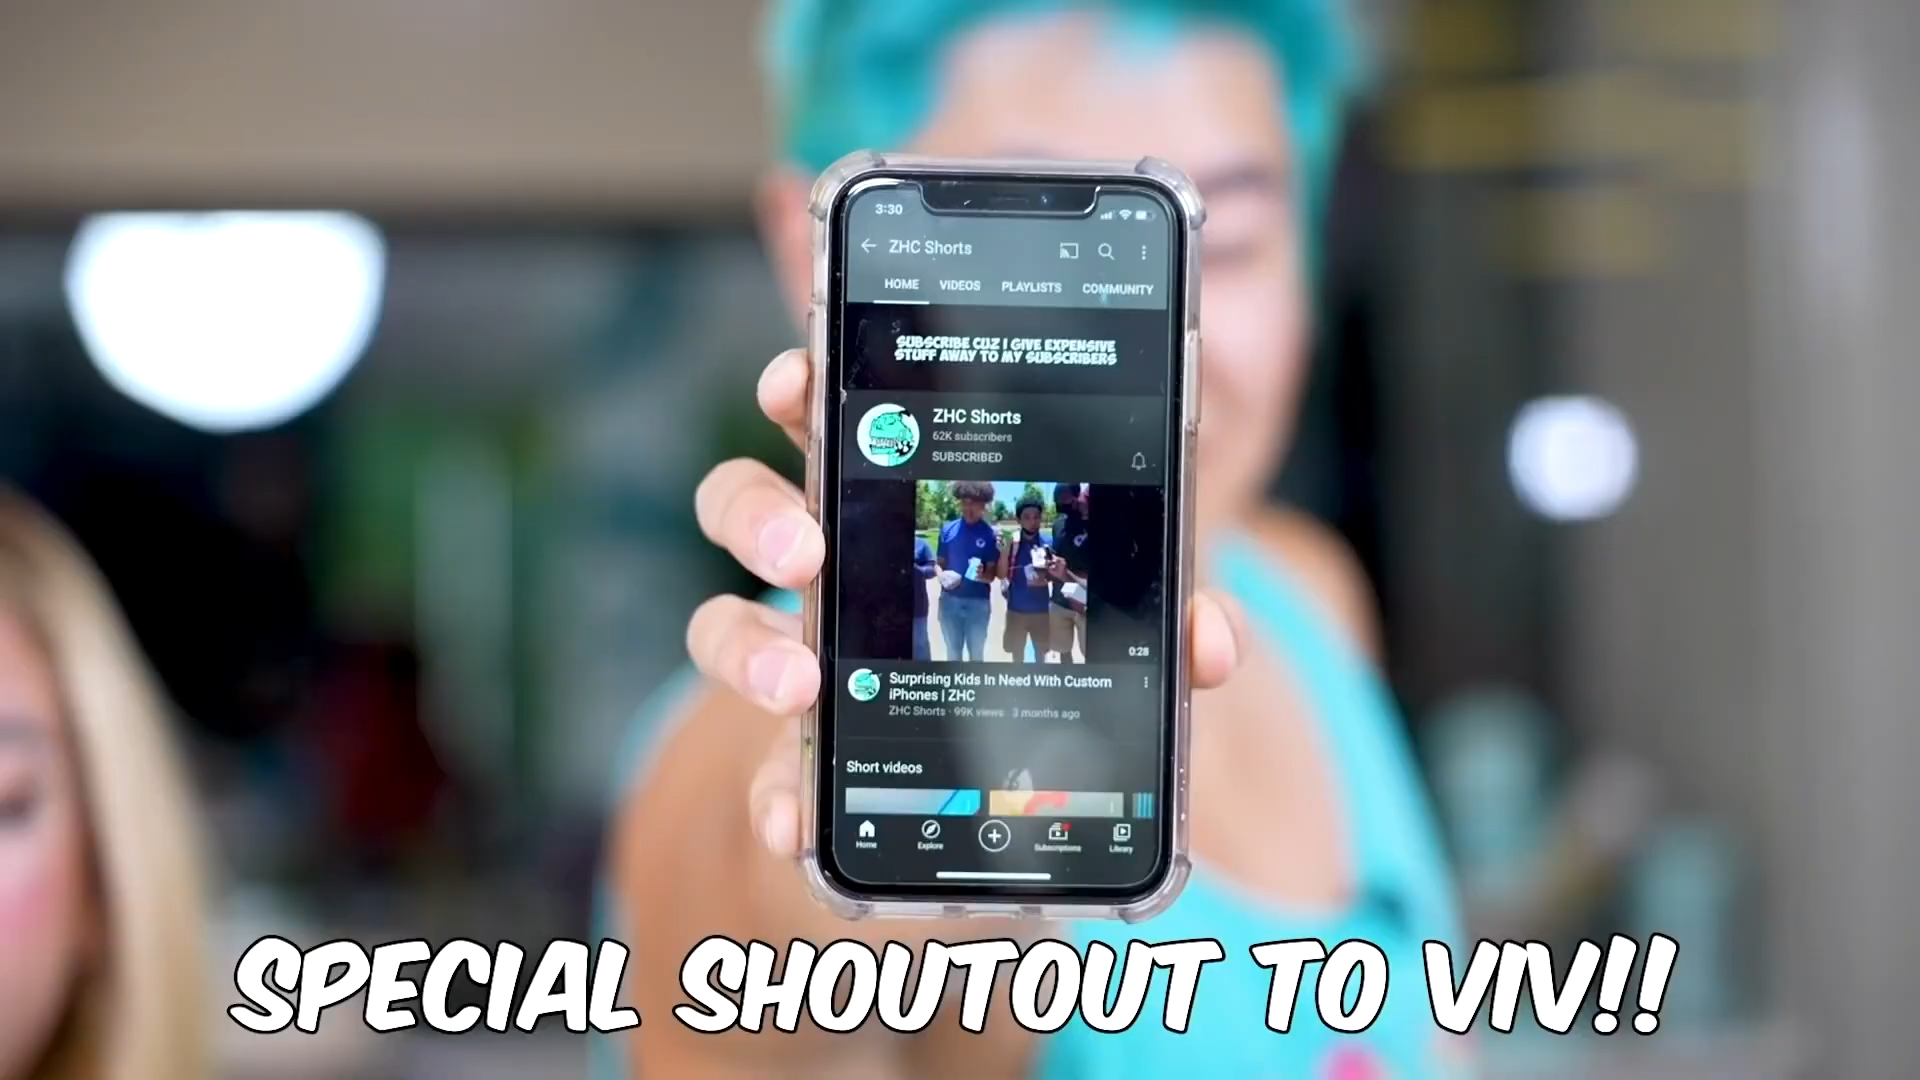 3:30
ZHC Shorts
HOME VIDEOS PLAYLISTS COMMUNITY
SUBSCRIBE CUZ I GIVE EXPENSIVE
STUFF AWAY TO MY SUBSCRIBERS
ZHC Shorts
62K subscribers
SUBSCRIBED
0:28
Surprising Kids In Need With Custom
iPhones | ZHC
ZHC Shorts · 99K views · 3 months ago
Short videos
Home Explore Subscriptions Library
SPECIAL SHOUTOUT TO VIV!!